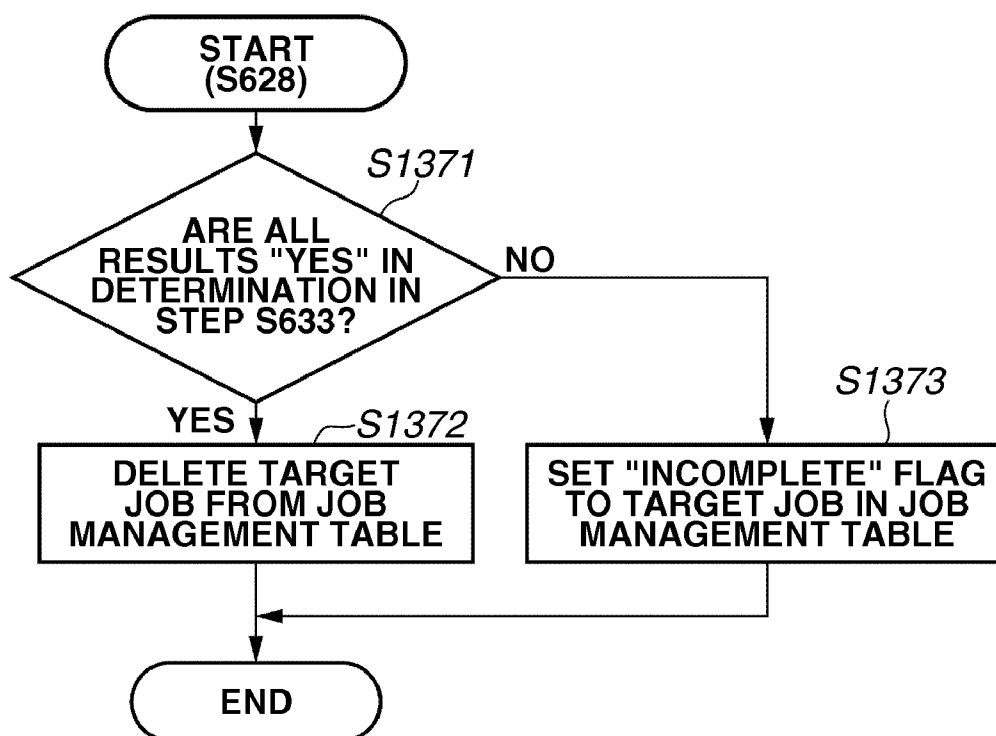 START
(S628)
S1371
ARE ALL
RESULTS "YES" IN
DETERMINATION IN
STEP S633?
NO
YES
S1372
DELETE TARGET
JOB FROM JOB
MANAGEMENT TABLE
S1373
SET "INCOMPLETE" FLAG
TO TARGET JOB IN JOB
MANAGEMENT TABLE
END